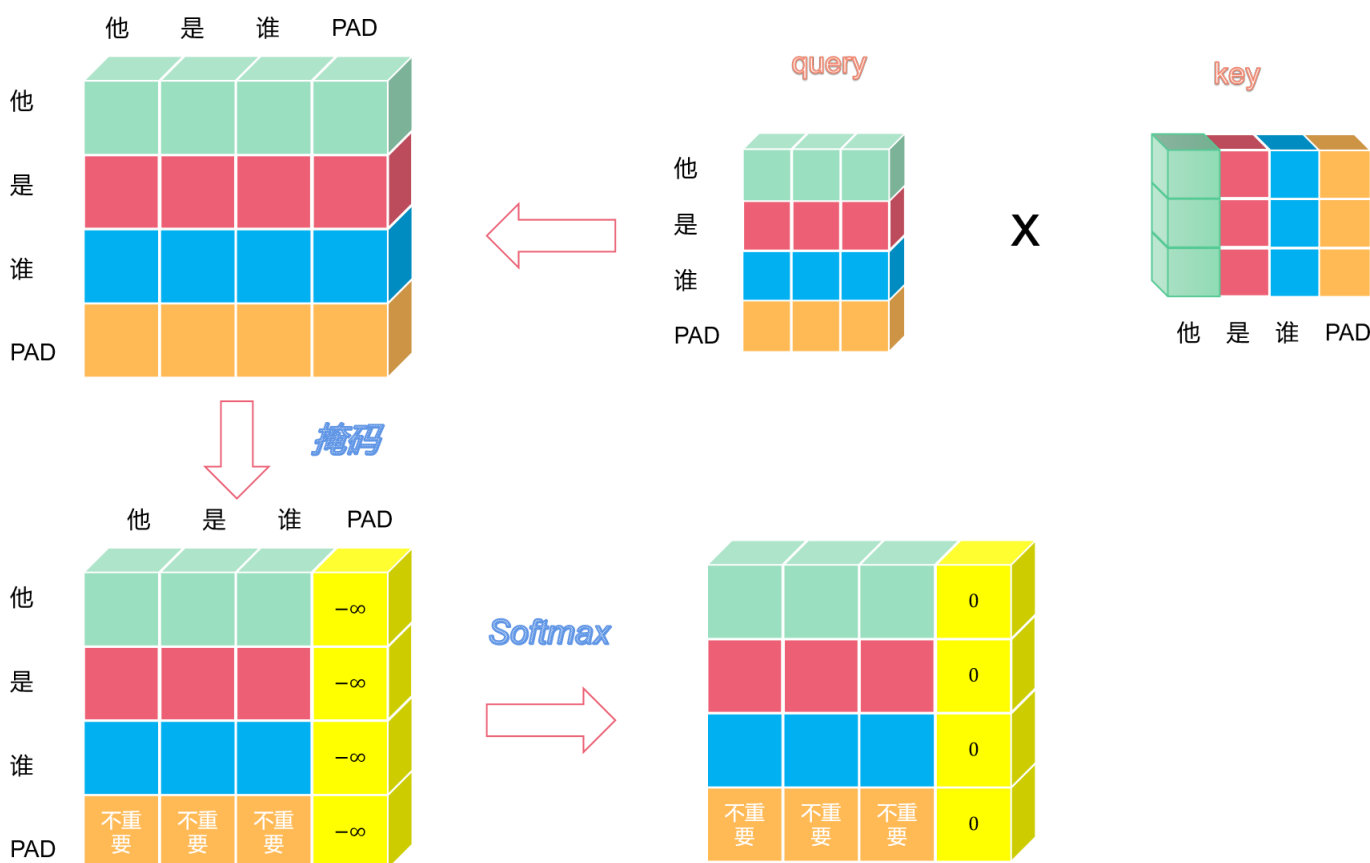 他 是 谁 PAD
query
key
他
是
谁
PAD
他
是
谁
PAD
X
他 是 谁 PAD
掩码
他 是 谁 PAD
他
是
谁
PAD
−∞
−∞
−∞
不重
要
不重
要
不重
要
−∞
Softmax
0
0
0
不重
要
不重
要
不重
要
0